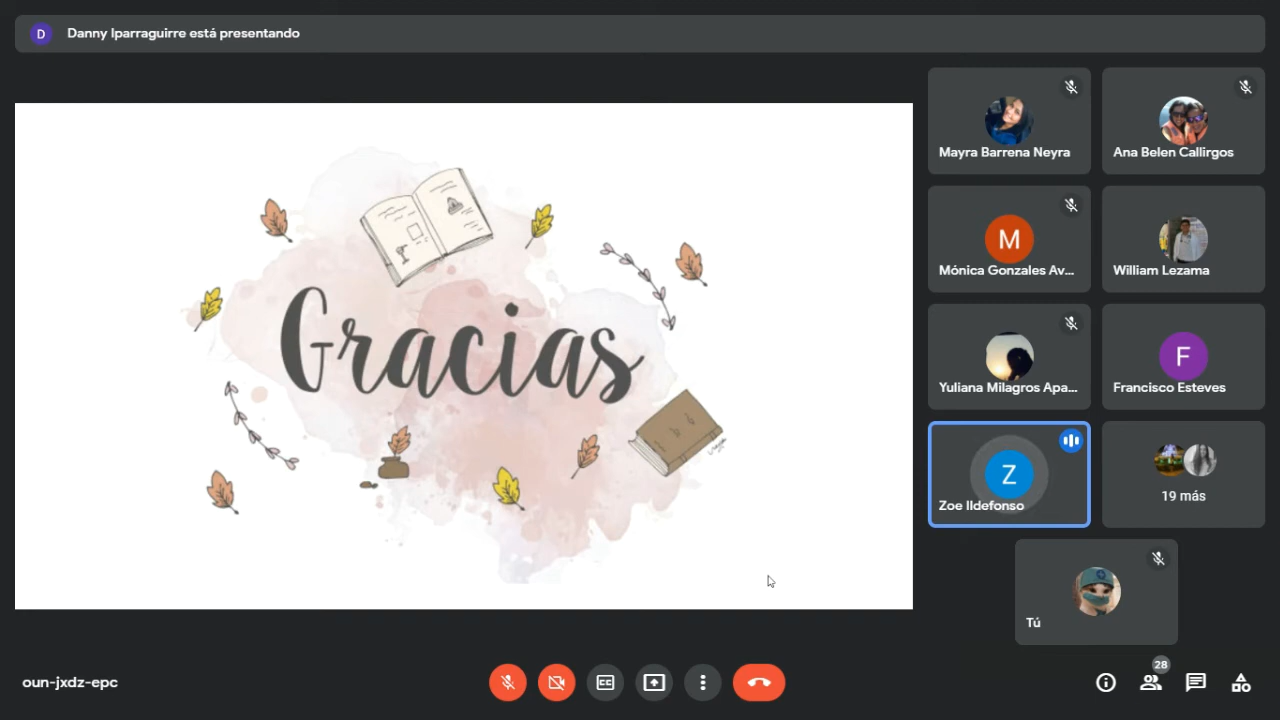 D Danny Iparraguirre está presentando
Gracias
Mayra Barrena Neyra
Ana Belen Callirgos
M
Mónica Gonzales Av...
William Lezama
Yuliana Milagros Apa...
F
Francisco Esteves
Z
Zoe Ildefonso
19 más
Tú
oun-jxdz-epc
CC
28